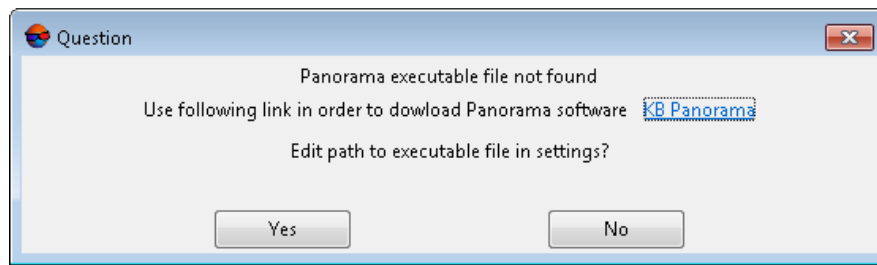 Question
Panorama executable file not found
Use following link in order to dowload Panorama software KB Panorama
Edit path to executable file in settings?
Yes No